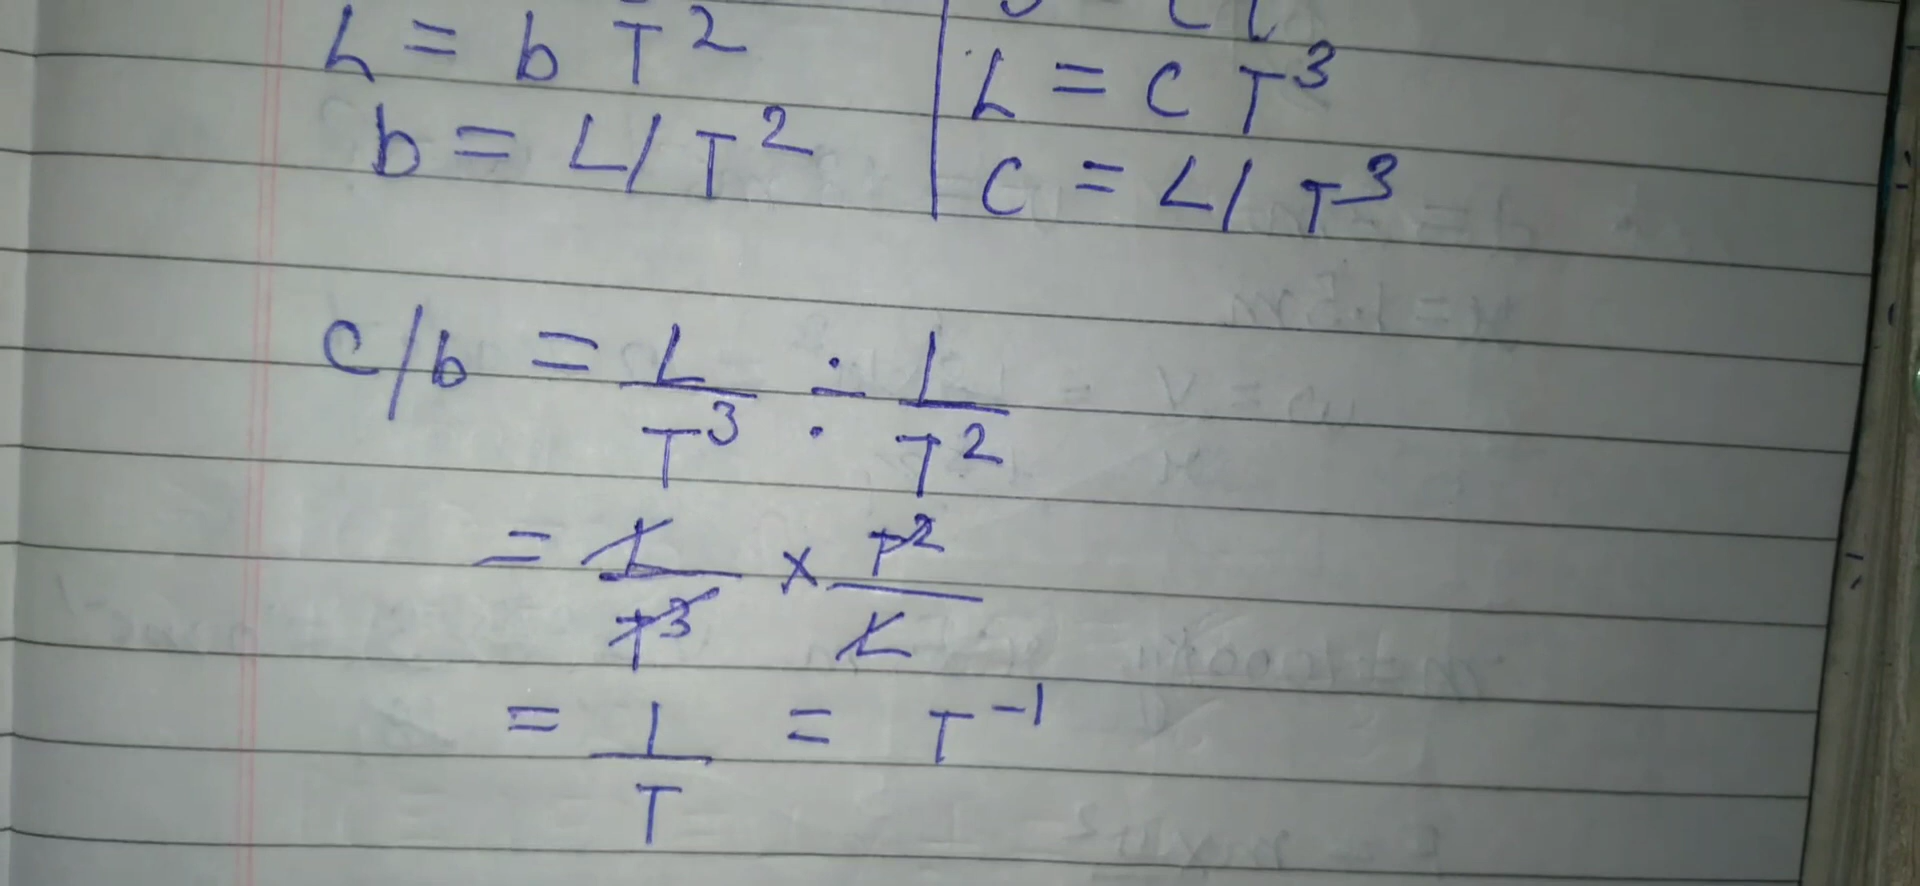 L = b T²
b = L/T²
L = c T³
c = L/T³
c/b = L/T³ ÷ L/T²
= L/T³ × T²/L
= 1/T = T⁻¹